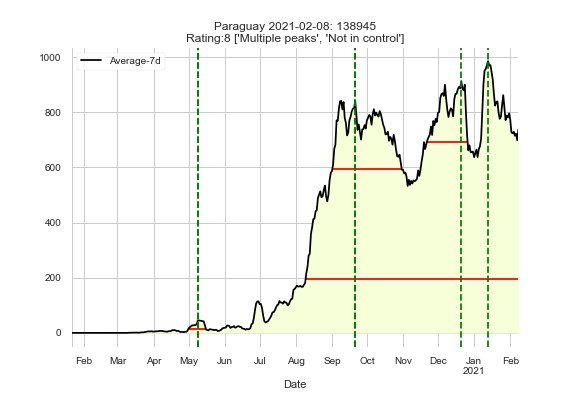 Paraguay 2021-02-08: 138945
Rating:8 ['Multiple peaks', 'Not in control']
Average-7d
1000
800
600
400
200
0
Feb Mar Apr May Jun Jul Aug Sep Oct Nov Dec Jan Feb
2021
Date